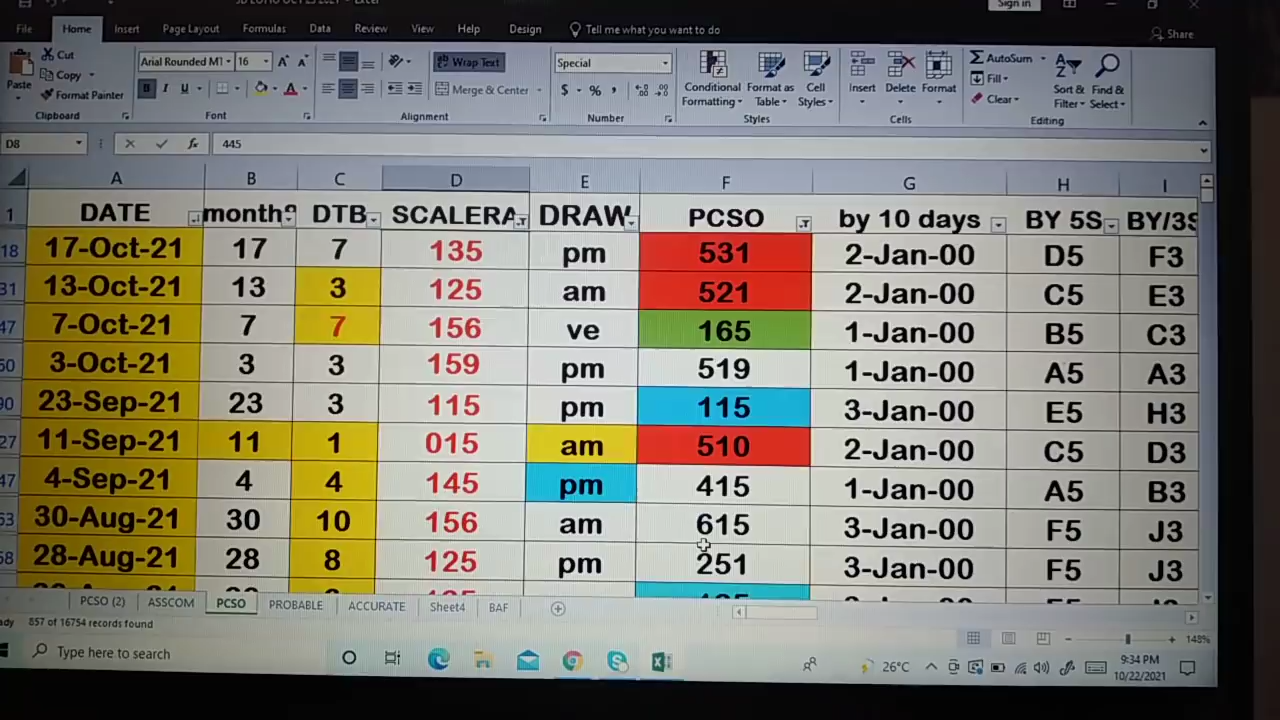 Sign in
File Home Insert Page Layout Formulas Data Review View Help Design Tell me what you want to do Share
Paste Cut Copy Format Painter
Arial Rounded MT 16
B I U
Wrap Text
Merge & Center
Special
$ % ,
Conditional Formatting
Format as Table
Cell Styles
Insert Delete Format
AutoSum
Fill
Clear
Sort & Filter
Find & Select
Clipboard Font Alignment Number Styles Cells Editing
D8 fx 445
A B C D E F G H I
1 DATE DTB SCALERA DRAW PCSO by 10 days BY 5S BY/3S
18 17-Oct-21 17 7 135 pm 531 2-Jan-00 D5 F3
31 13-Oct-21 13 3 125 am 521 2-Jan-00 C5 E3
47 7-Oct-21 7 7 156 ve 165 1-Jan-00 B5 C3
50 3-Oct-21 3 3 159 pm 519 1-Jan-00 A5 A3
90 23-Sep-21 23 3 115 pm 115 3-Jan-00 E5 H3
27 11-Sep-21 11 1 015 am 510 2-Jan-00 C5 D3
47 4-Sep-21 4 4 145 pm 415 1-Jan-00 A5 B3
53 30-Aug-21 30 10 156 am 615 3-Jan-00 F5 J3
58 28-Aug-21 28 8 125 pm 251 3-Jan-00 F5 J3
PCSO (2) ASSCOM PCSO PROBABLE ACCURATE Sheet4 BAF
857 of 16754 records found
148%
Type here to search
26°C
9:34 PM
10/22/2021